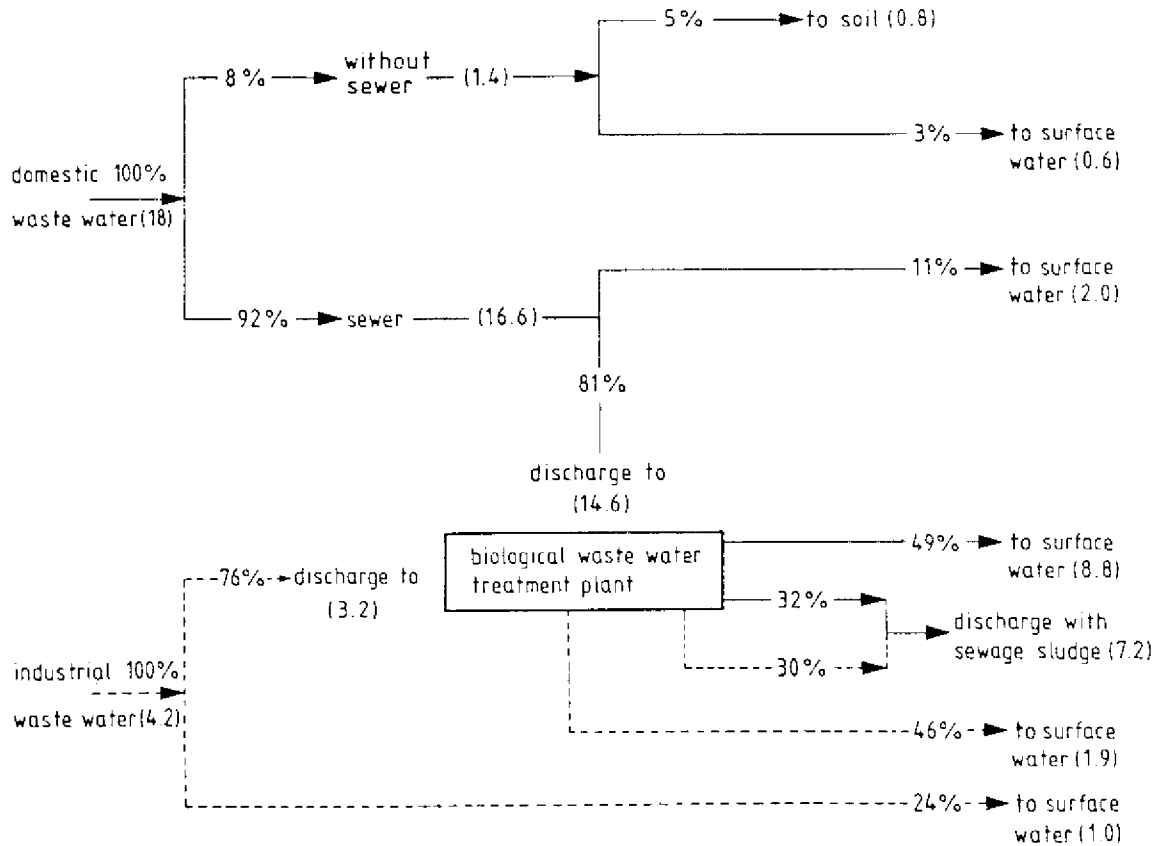 5%
to soil (0.8)
without
8%
sewer
(1.4)
3%
to surface
water (0.6)
domestic 100%
waste water(18)
11%
to surface
water (2.0)
92%
sewer
(16.6)
81%
discharge to
(14.6)
biological waste water
treatment plant
49%
to surface
water (8.8)
76%
discharge to
(3.2)
32%
discharge with
sewage sludge (7.2)
30%
industrial 100%
waste water(4.2)
46%
to surface
water (1.9)
24%
to surface
water (1.0)